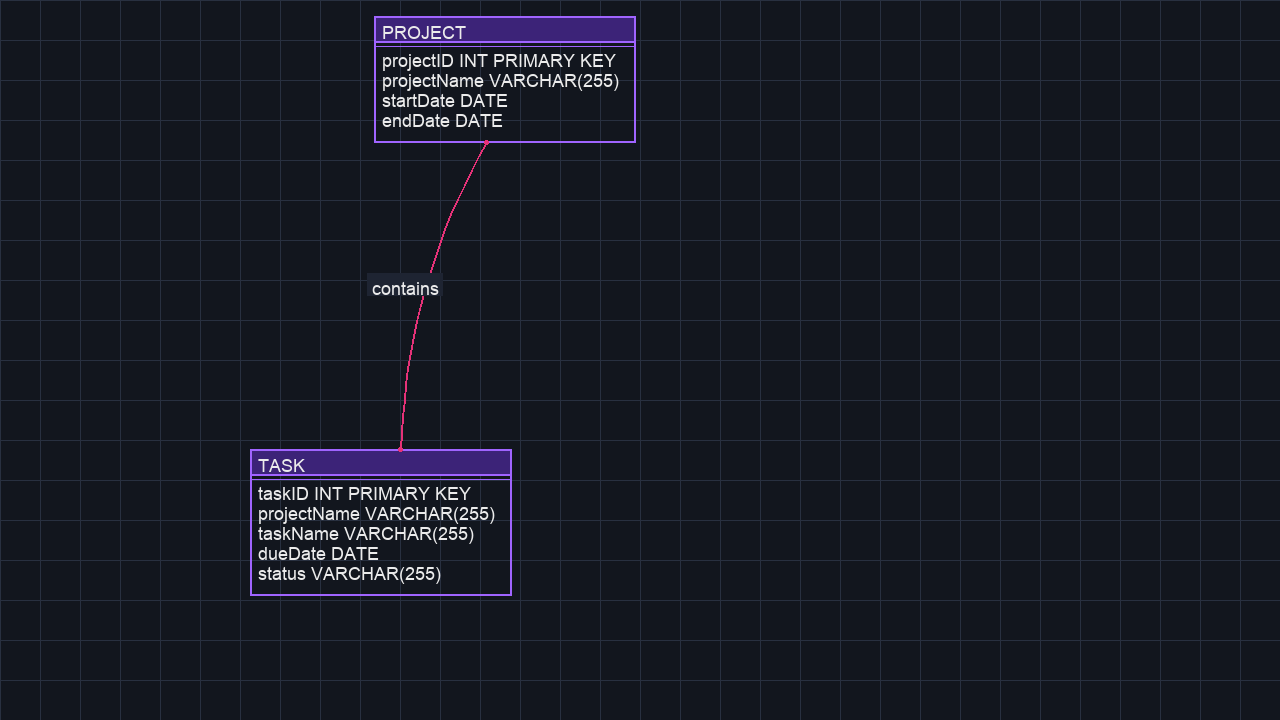 PROJECT
projectID INT PRIMARY KEY
projectName VARCHAR(255)
startDate DATE
endDate DATE
contains
TASK
taskID INT PRIMARY KEY
projectName VARCHAR(255)
taskName VARCHAR(255)
dueDate DATE
status VARCHAR(255)